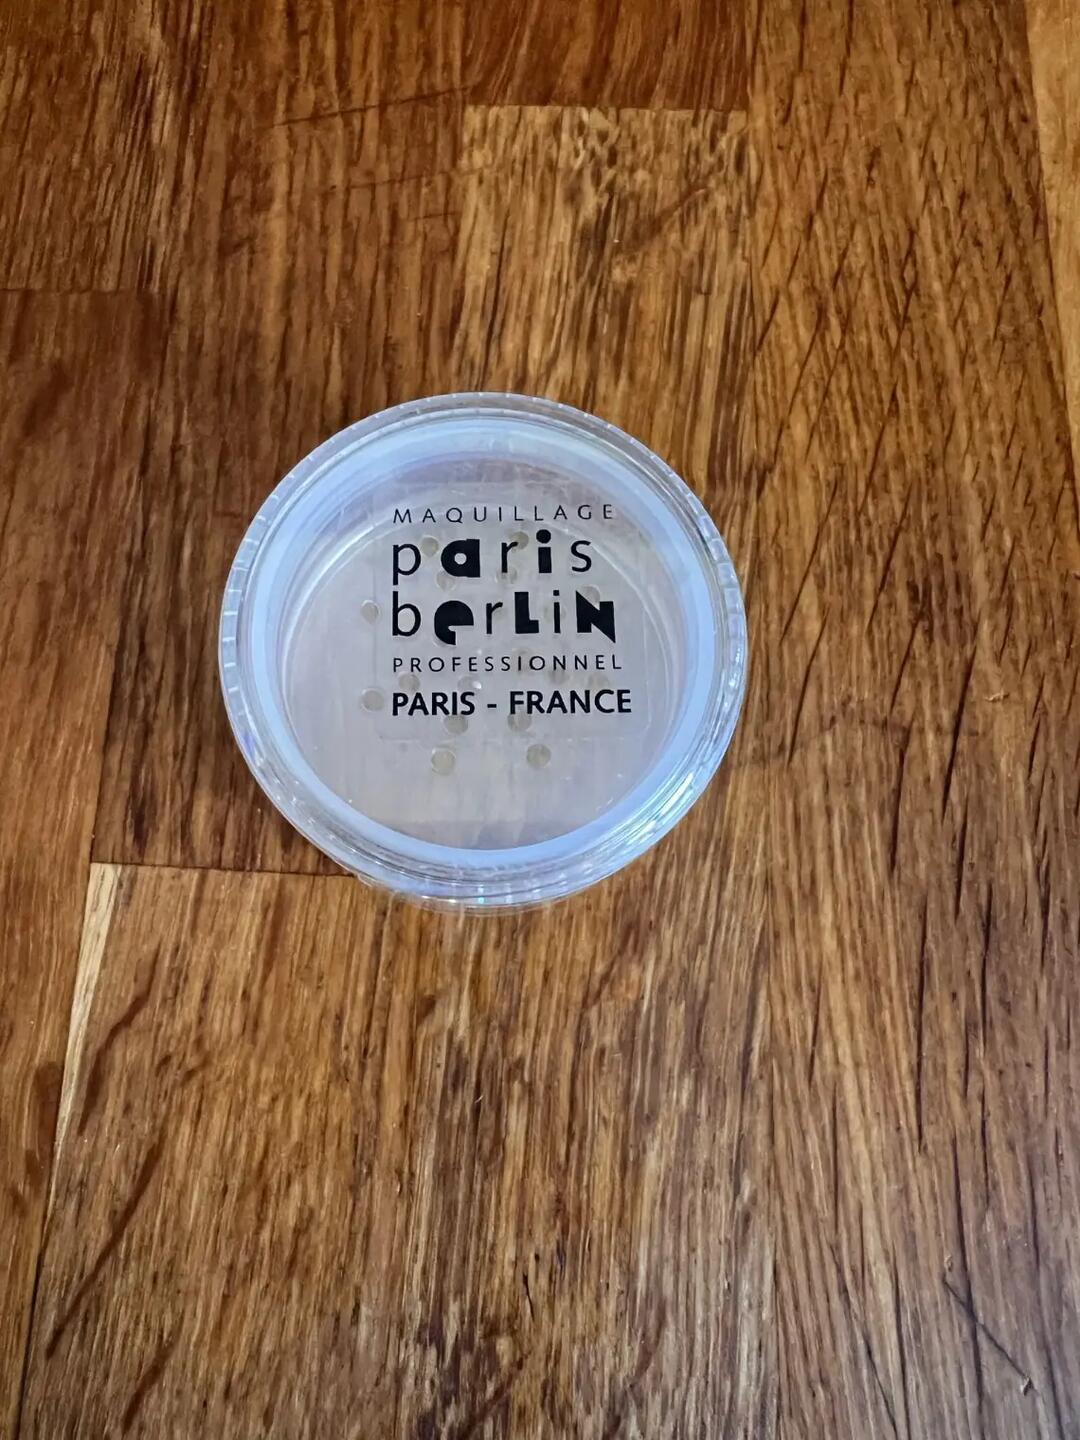 MAQUILLAGE
paris
berLiN
PROFESSIONNEL
PARIS - FRANCE